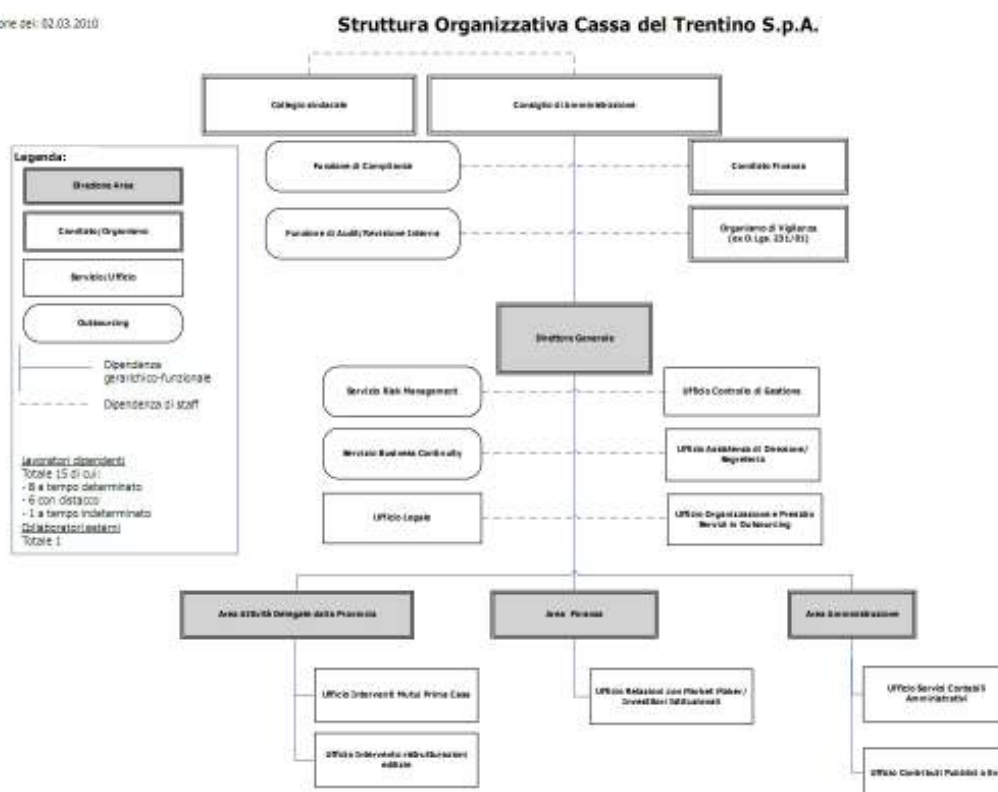 one del: 02.03.2010
Struttura Organizzativa Cassa del Trentino S.p.A.
Collegio sindacale
Consiglio di Amministrazione
Legenda:
Direzione Area
Comitato/Organismo
Servizio/Ufficio
Outsourcing
Dipendenza
gerarchico-funzionale
Dipendenza di staff
Lavoratori dipendenti
Totale 15 di cui:
- 8 a tempo determinato
- 6 con distacco
- 1 a tempo indeterminato
Collaboratori esterni
Totale 1
Funzione di Compliance
Comitato Finanza
Funzione di Audit/Revisione Interna
Organismo di Vigilanza
(ex D.Lgs. 231/01)
Direttore Generale
Servizio Risk Management
Ufficio Controllo di Gestione
Servizio Business Continuity
Ufficio Assistenza di Direzione/
Segreteria
Ufficio Legale
Ufficio Organizzazione e Presidio
Servizi in Outsourcing
Area Attività Delegate dalla Provincia
Area Finanza
Area Amministrazione
Ufficio Interventi Mutui Prima Casa
Ufficio Relazioni con Market Maker/
Investitori Istituzionali
Ufficio Servizi Contabili
Amministrativi
Ufficio Intervento ristrutturazioni
edilizie
Ufficio Contributi Pubblici a